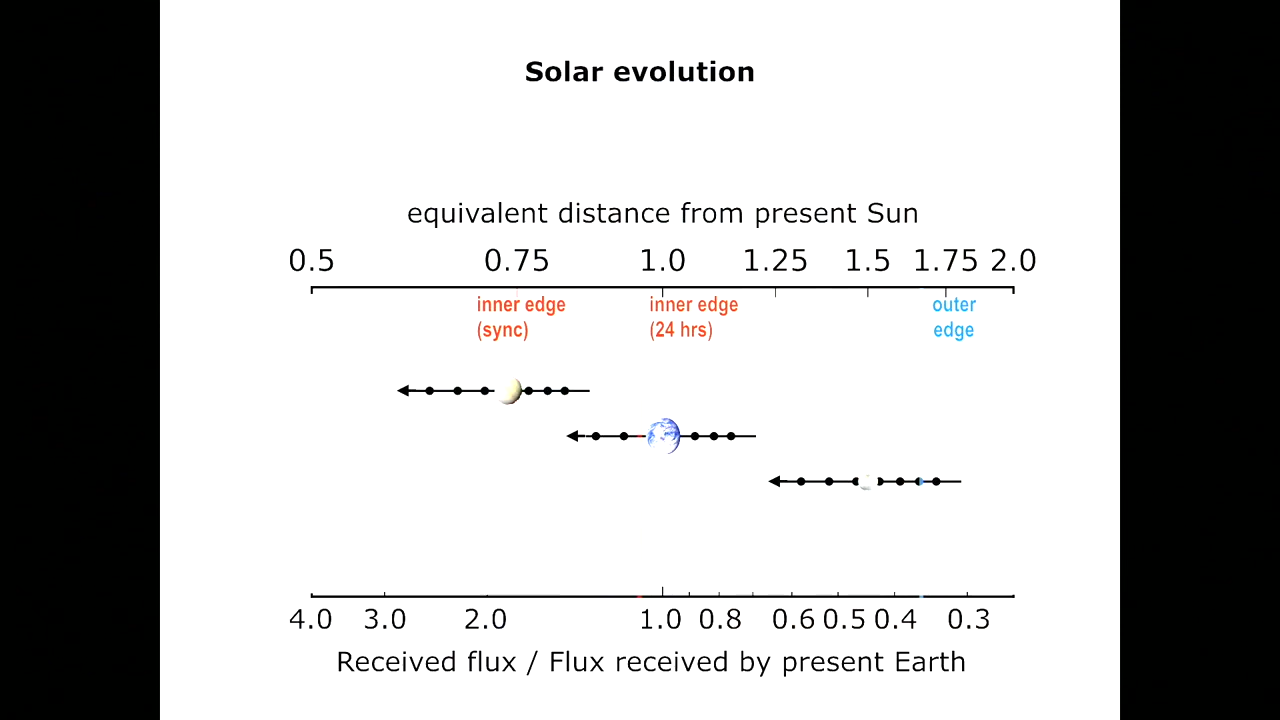 Solar evolution
equivalent distance from present Sun
0.5 0.75 1.0 1.25 1.5 1.75 2.0
inner edge inner edge outer
(sync) (24 hrs) edge
4.0 3.0 2.0 1.0 0.8 0.6 0.5 0.4 0.3
Received flux / Flux received by present Earth